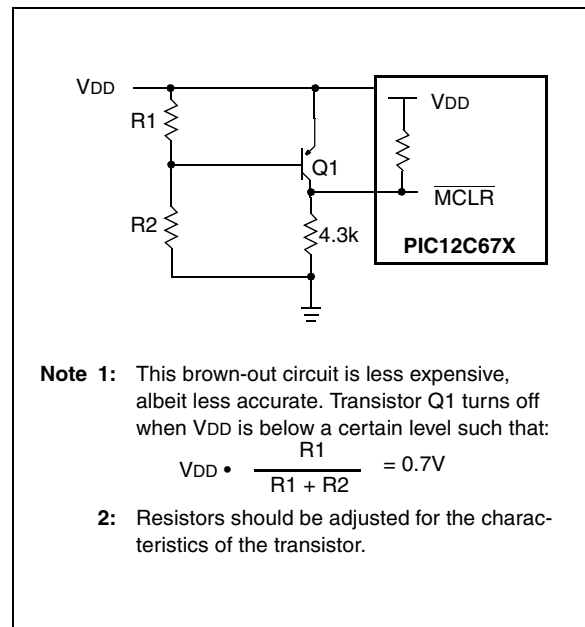 VDD
R1
VDD
Q1
MCLR
R2
4.3k
PIC12C67X
Note 1: This brown-out circuit is less expensive,
albeit less accurate. Transistor Q1 turns off
when VDD is below a certain level such that:
R1
VDD • = 0.7V
R1 + R2
2: Resistors should be adjusted for the charac-
teristics of the transistor.